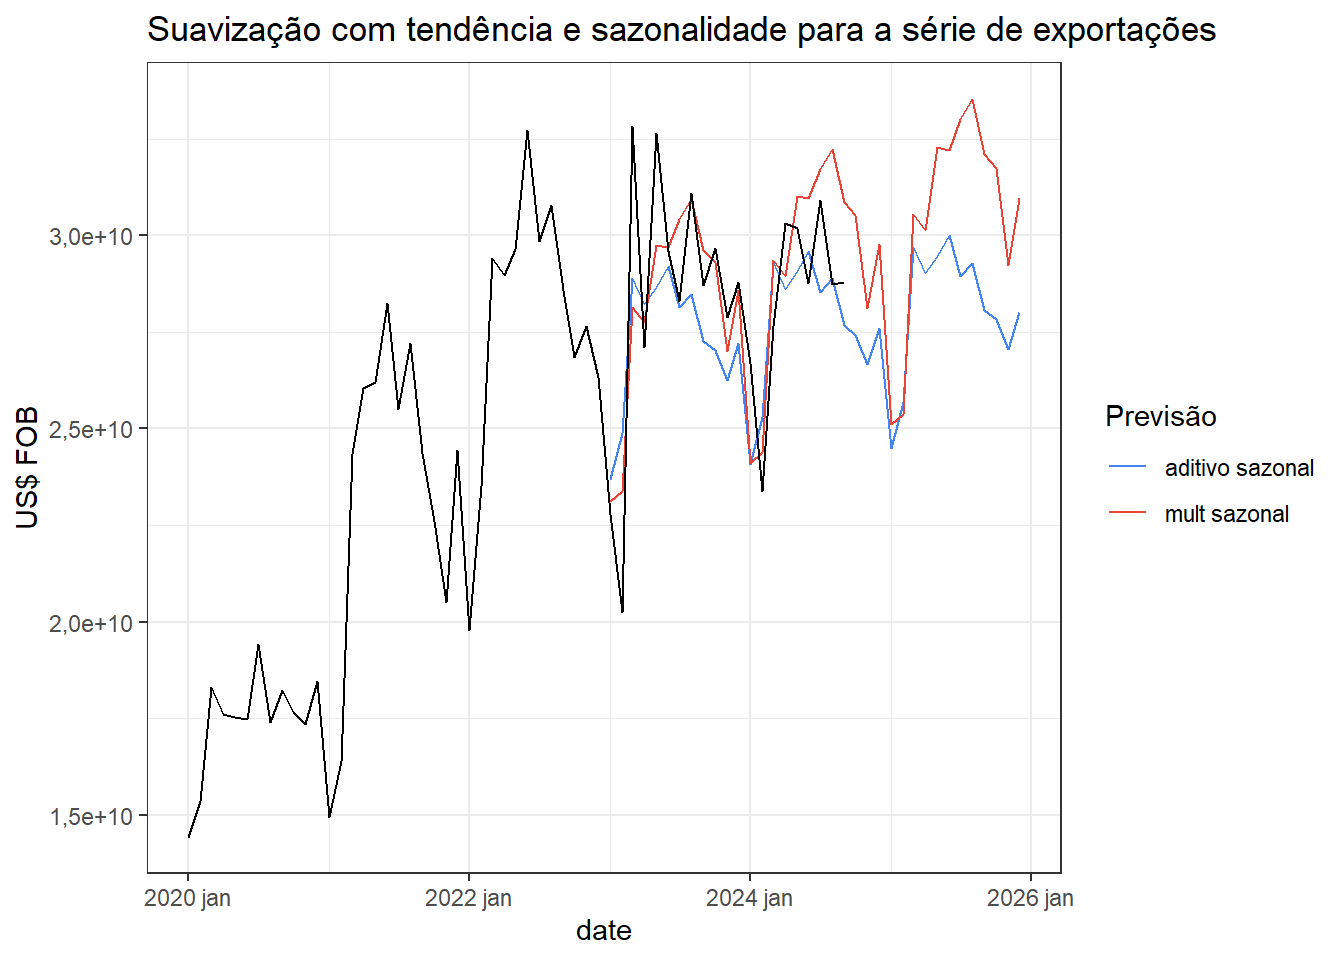 Suavização com tendência e sazonalidade para a série de exportações
3,0e+10
2,5e+10
2,0e+10
1,5e+10
US$ FOB
2020 jan
2022 jan
2024 jan
2026 jan
date
Previsão
aditivo sazonal
mult sazonal